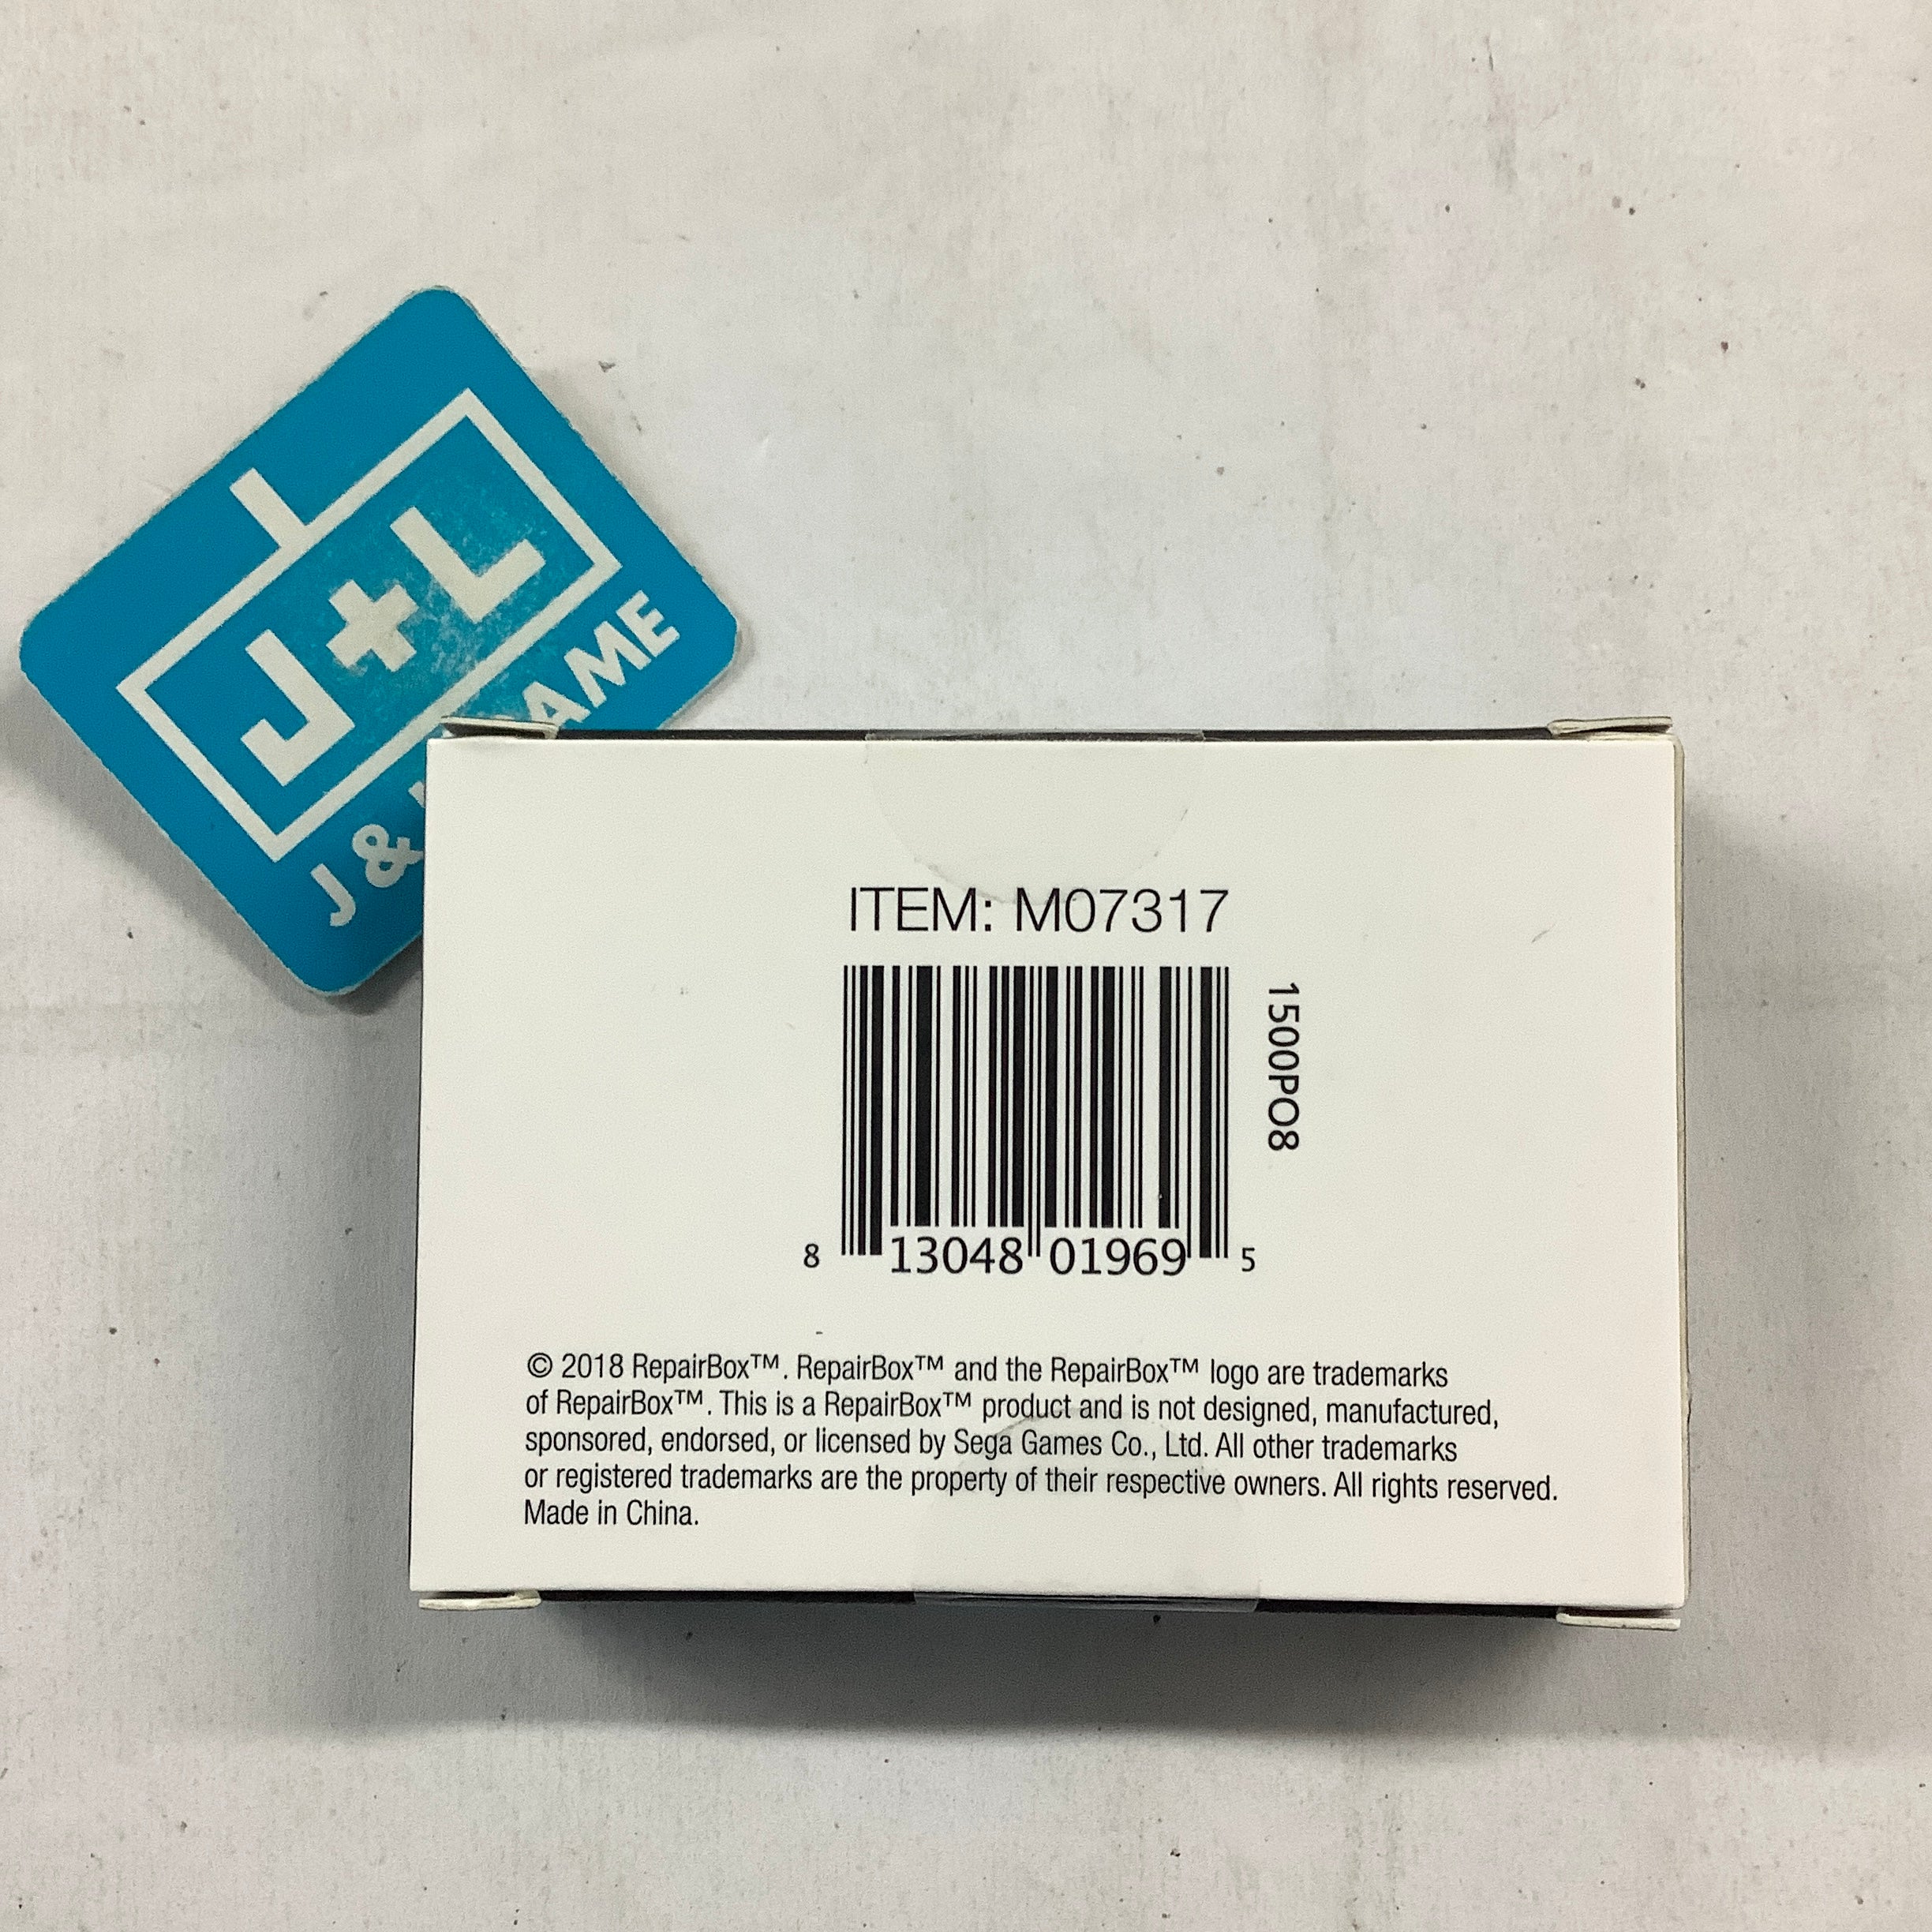 J+L
J & GAME
ITEM: M07317
1500PO8
8 13048 01969 5
© 2018 RepairBox™. RepairBox™ and the RepairBox™ logo are trademarks
of RepairBox™. This is a RepairBox™ product and is not designed, manufactured,
sponsored, endorsed, or licensed by Sega Games Co., Ltd. All other trademarks
or registered trademarks are the property of their respective owners. All rights reserved.
Made in China.